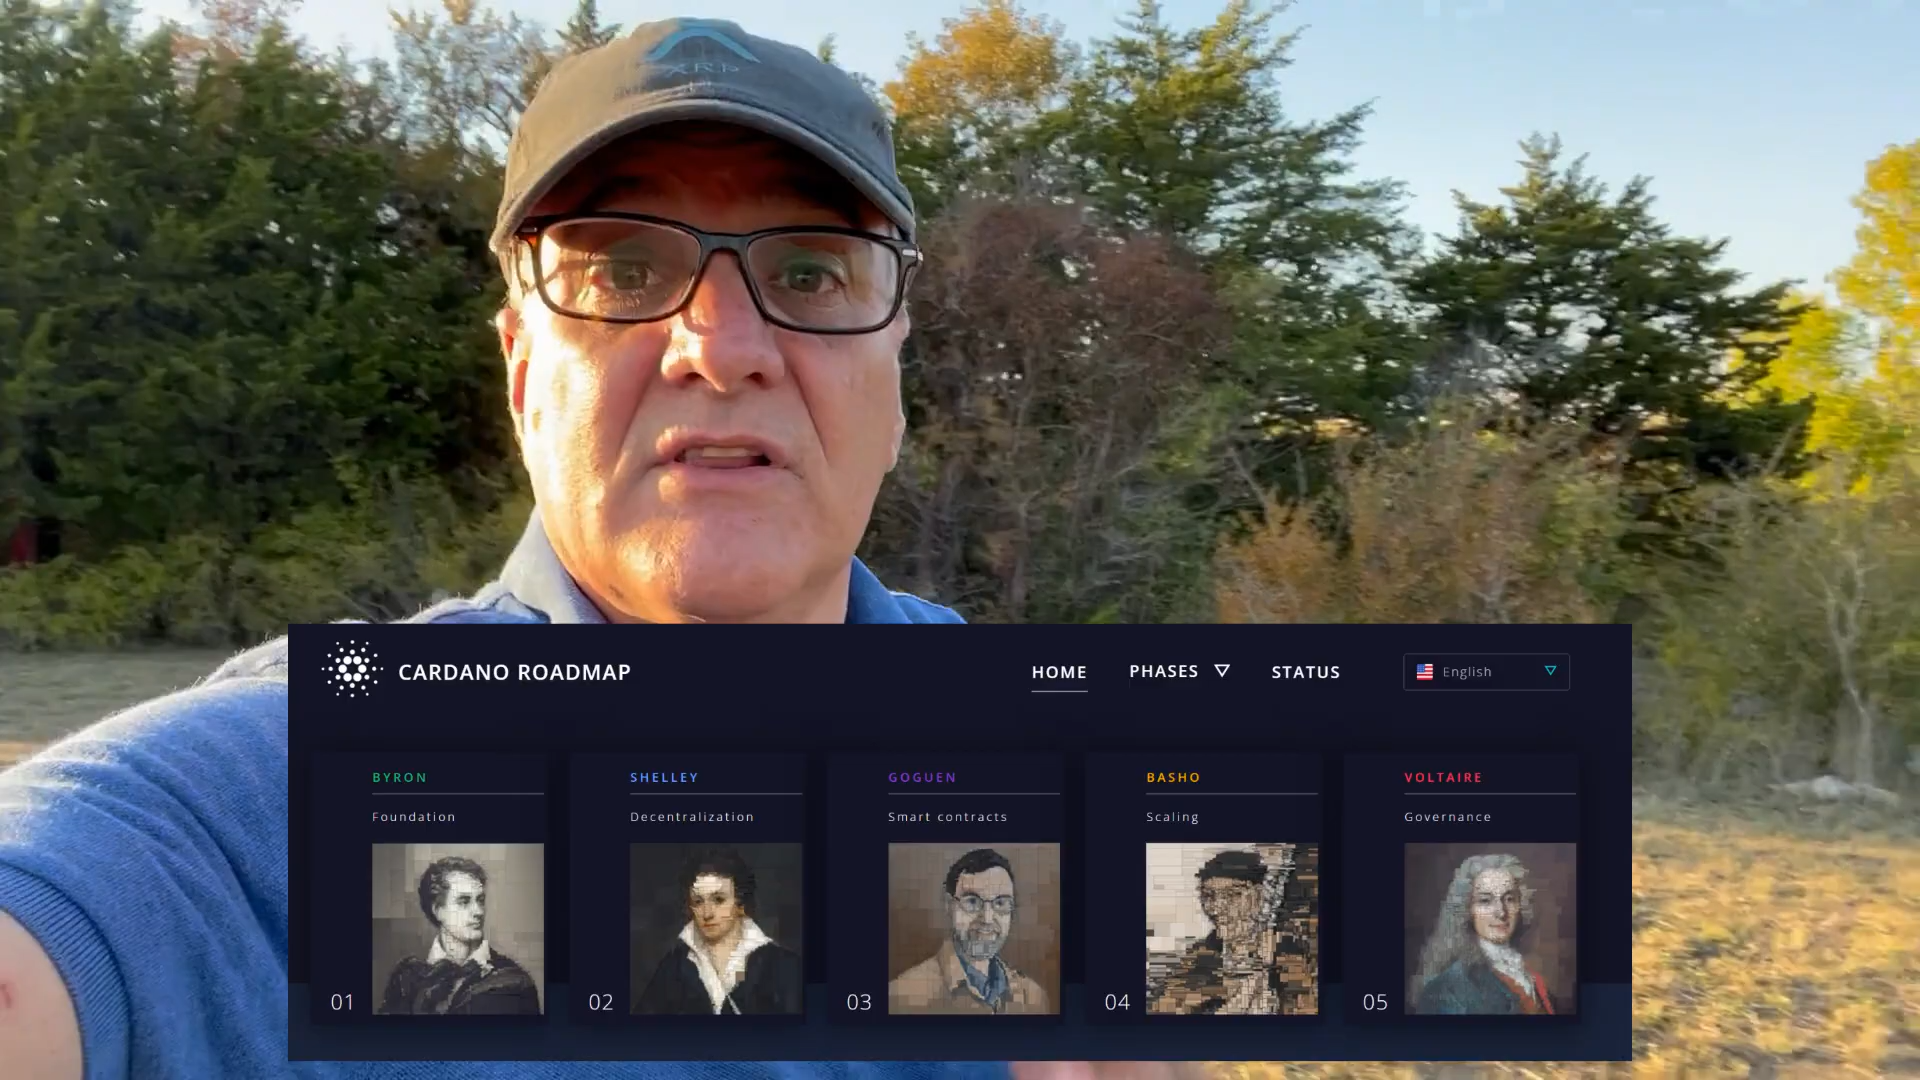 XRP
CARDANO ROADMAP
HOME
PHASES
STATUS
English
BYRON
Foundation
01
SHELLEY
Decentralization
02
GOGUEN
Smart contracts
03
BASHO
Scaling
04
VOLTAIRE
Governance
05